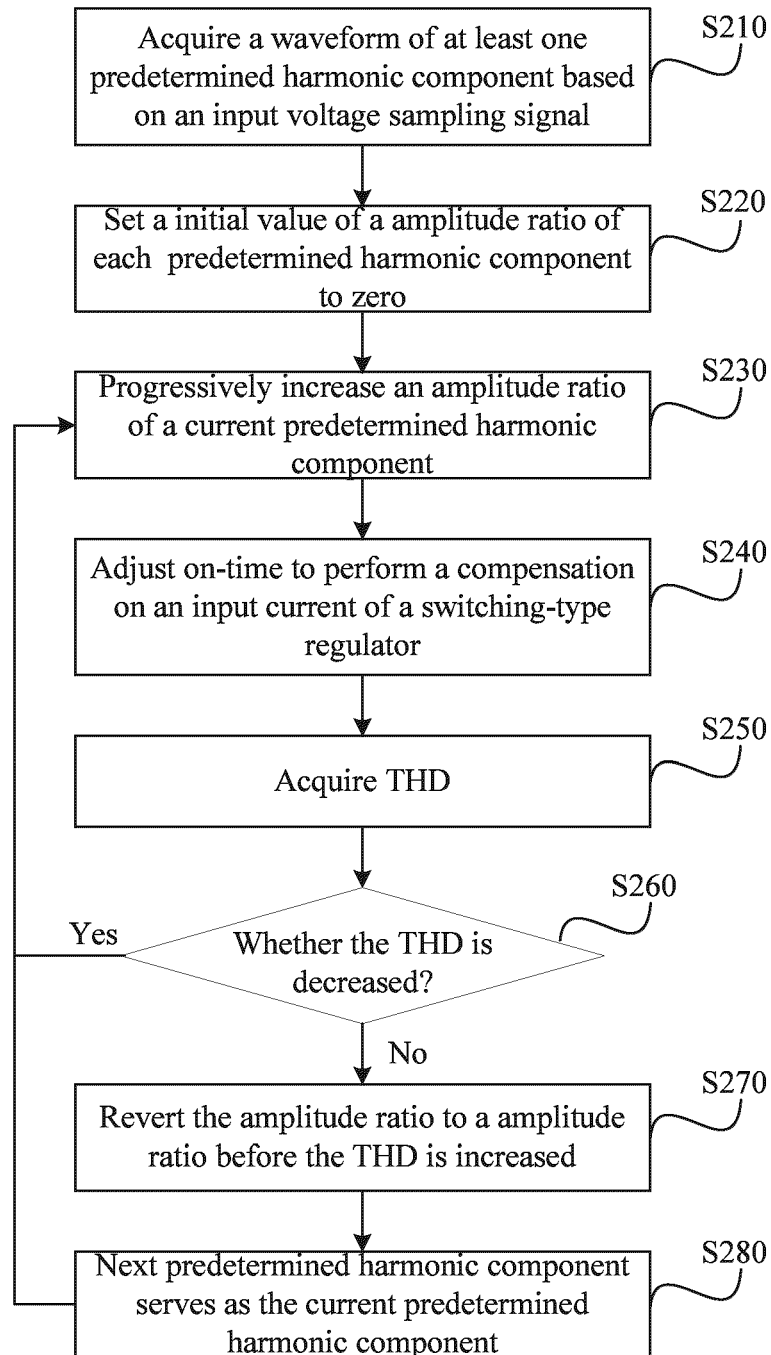 S210
Acquire a waveform of at least one
predetermined harmonic component based
on an input voltage sampling signal
S220
Set a initial value of a amplitude ratio of
each predetermined harmonic component
to zero
S230
Progressively increase an amplitude ratio
of a current predetermined harmonic
component
S240
Adjust on-time to perform a compensation
on an input current of a switching-type
regulator
S250
Acquire THD
S260
Yes
Whether the THD is
decreased?
No
S270
Revert the amplitude ratio to a amplitude
ratio before the THD is increased
S280
Next predetermined harmonic component
serves as the current predetermined
harmonic component